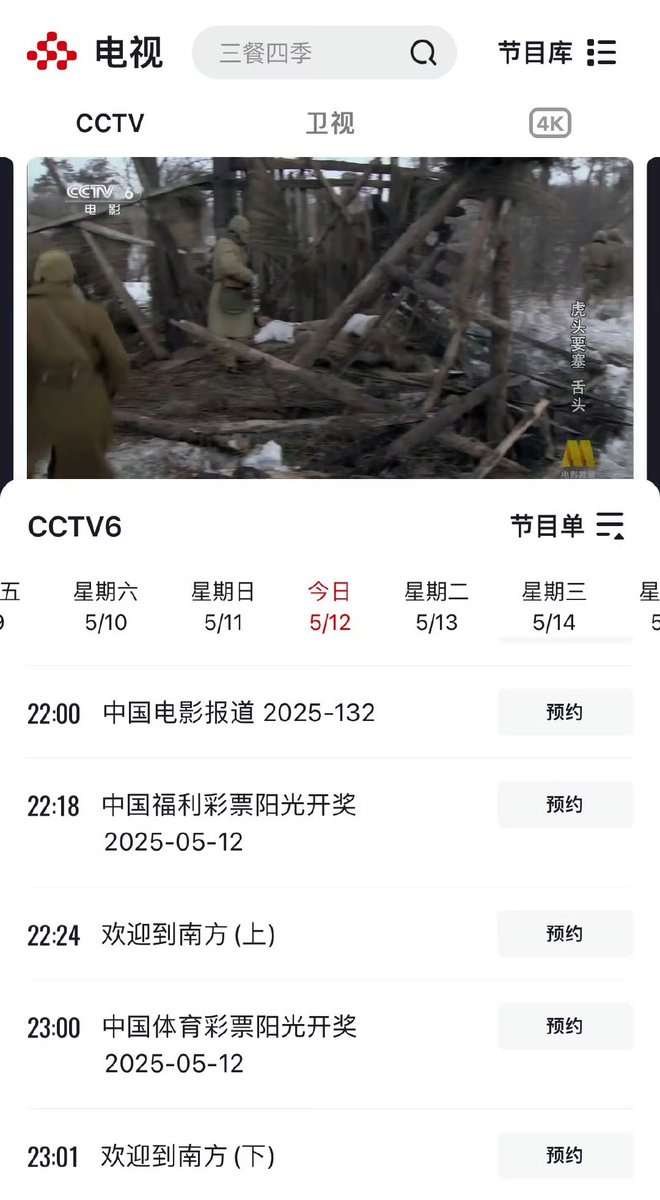 电视
三餐四季
节目库
CCTV
卫视
4K
CCTV 6
电影
虎头要塞 舌头
CCTV6
节目单
五 星期六 星期日 今日 星期二 星期三 星
9 5/10 5/11 5/12 5/13 5/14 5
22:00 中国电影报道 2025-132 预约
22:18 中国福利彩票阳光开奖 预约
2025-05-12
22:24 欢迎到南方 (上) 预约
23:00 中国体育彩票阳光开奖 预约
2025-05-12
23:01 欢迎到南方 (下) 预约